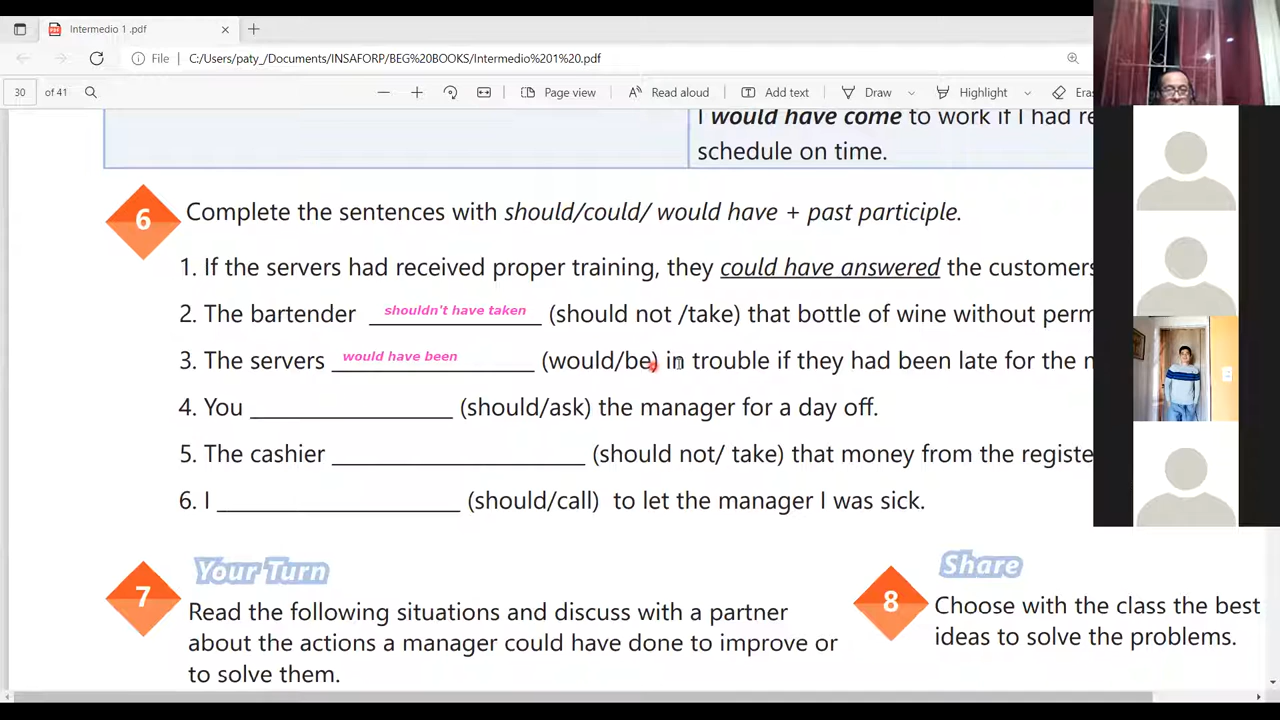 Intermedio 1 .pdf
File
C:/Users/paty_/Documents/INSAFORP/BEG%20BOOKS/Intermedio%201%20.pdf
30 of 41
Page view
Read aloud
Add text
Draw
Highlight
I would have come to work if I had
schedule on time.
6
Complete the sentences with should/could/ would have + past participle.
1. If the servers had received proper training, they could have answered the customers
2. The bartender shouldn't have taken (should not /take) that bottle of wine without
3. The servers would have been (would/be) in trouble if they had been late for the
4. You ________________ (should/ask) the manager for a day off.
5. The cashier ____________________ (should not/ take) that money from the
6. I ___________________ (should/call) to let the manager I was sick.
7
Your Turn
Read the following situations and discuss with a partner
about the actions a manager could have done to improve or
to solve them.
8
Share
Choose with the class the best
ideas to solve the problems.